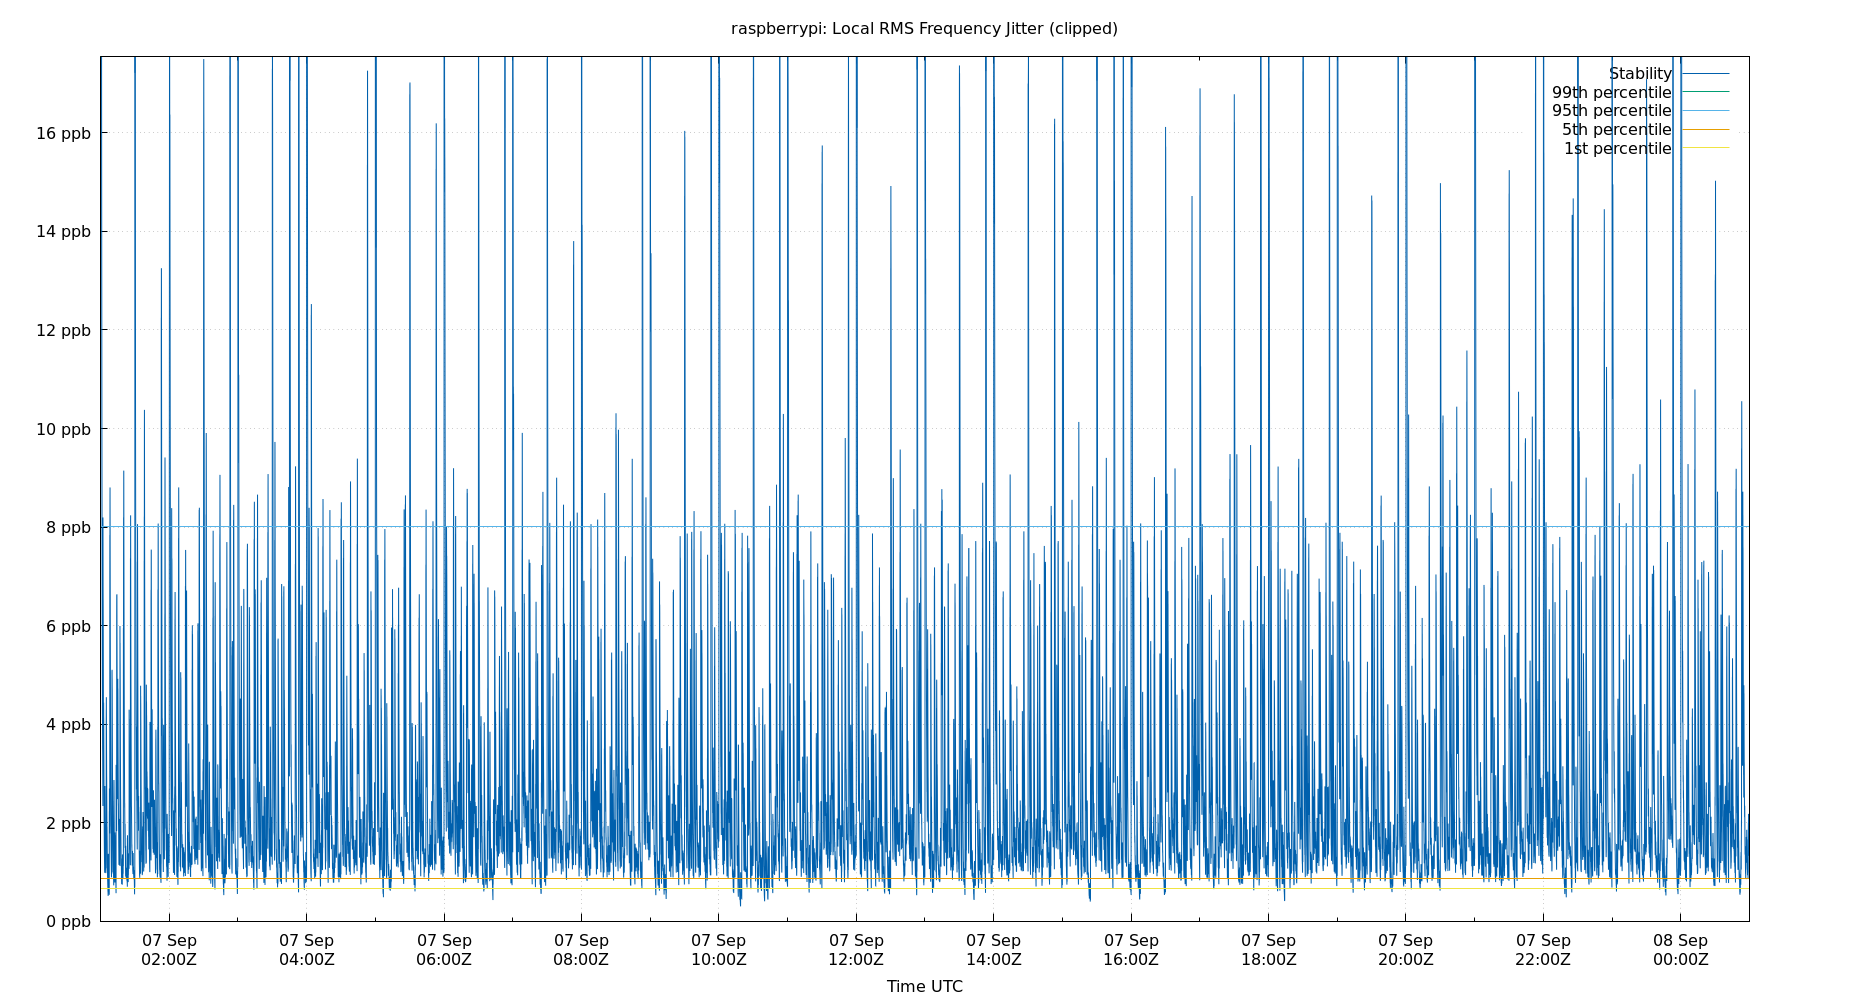 raspberrypi: Local RMS Frequency Jitter (clipped)
Stability
99th percentile
95th percentile
5th percentile
1st percentile
16 ppb
14 ppb
12 ppb
10 ppb
8 ppb
6 ppb
4 ppb
2 ppb
0 ppb
07 Sep 07 Sep 07 Sep 07 Sep 07 Sep 07 Sep 07 Sep 07 Sep 07 Sep 07 Sep 07 Sep 08 Sep
02:00Z 04:00Z 06:00Z 08:00Z 10:00Z 12:00Z 14:00Z 16:00Z 18:00Z 20:00Z 22:00Z 00:00Z
Time UTC